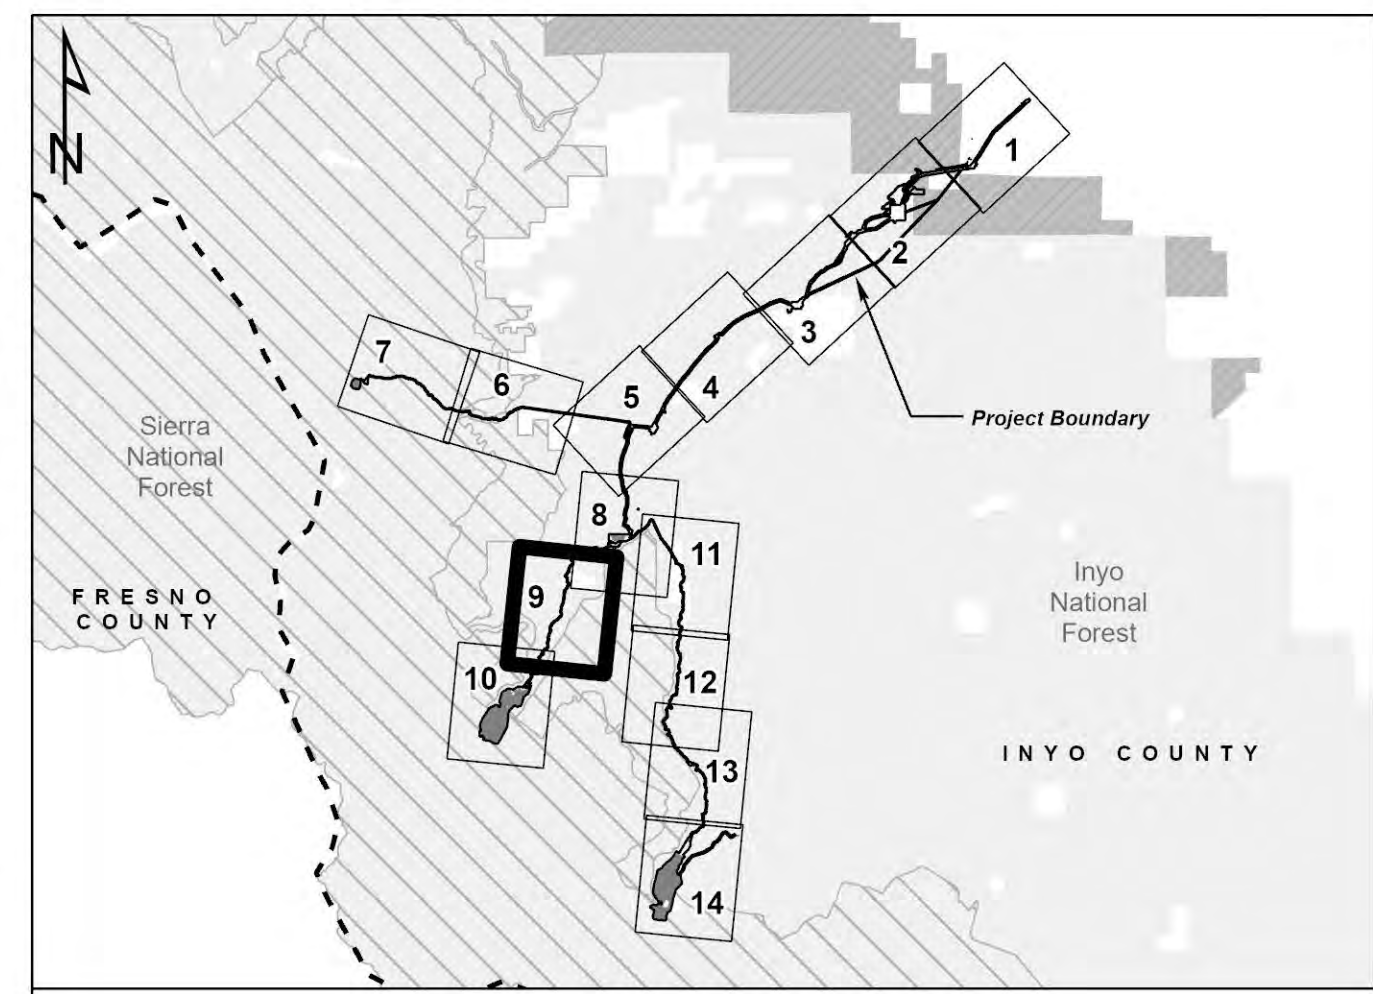 N
1
2
3
4
5
6
7
Project Boundary
Sierra
National
Forest
8
11
9
FRESNO
COUNTY
Inyo
National
Forest
10
12
13
INYO COUNTY
14